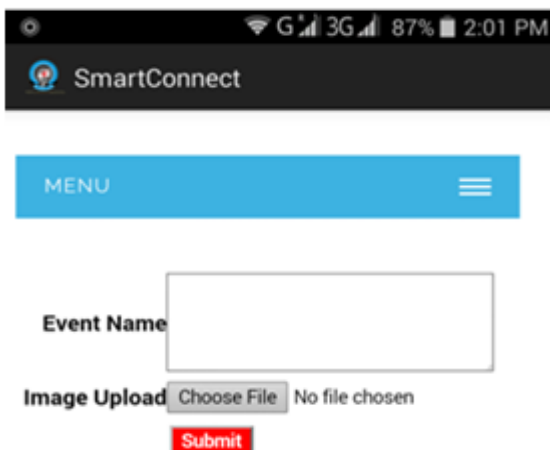 G 3G 87% 2:01 PM
SmartConnect
MENU
Event Name
Image Upload Choose File No file chosen
Submit